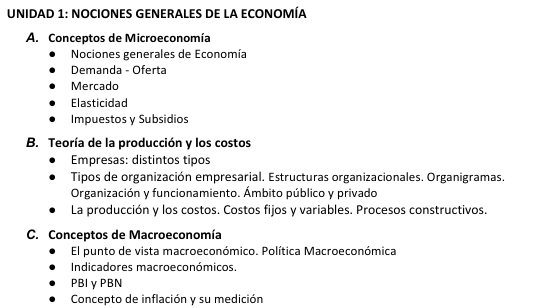 UNIDAD 1: NOCIONES GENERALES DE LA ECONOMÍA
A. Conceptos de Microeconomía
● Nociones generales de Economía
● Demanda - Oferta
● Mercado
● Elasticidad
● Impuestos y Subsidios
B. Teoría de la producción y los costos
● Empresas: distintos tipos
● Tipos de organización empresarial. Estructuras organizacionales. Organigramas.
Organización y funcionamiento. Ámbito público y privado
● La producción y los costos. Costos fijos y variables. Procesos constructivos.
C. Conceptos de Macroeconomía
● El punto de vista macroeconómico. Política Macroeconómica
● Indicadores macroeconómicos.
● PBI y PBN
● Concepto de inflación y su medición